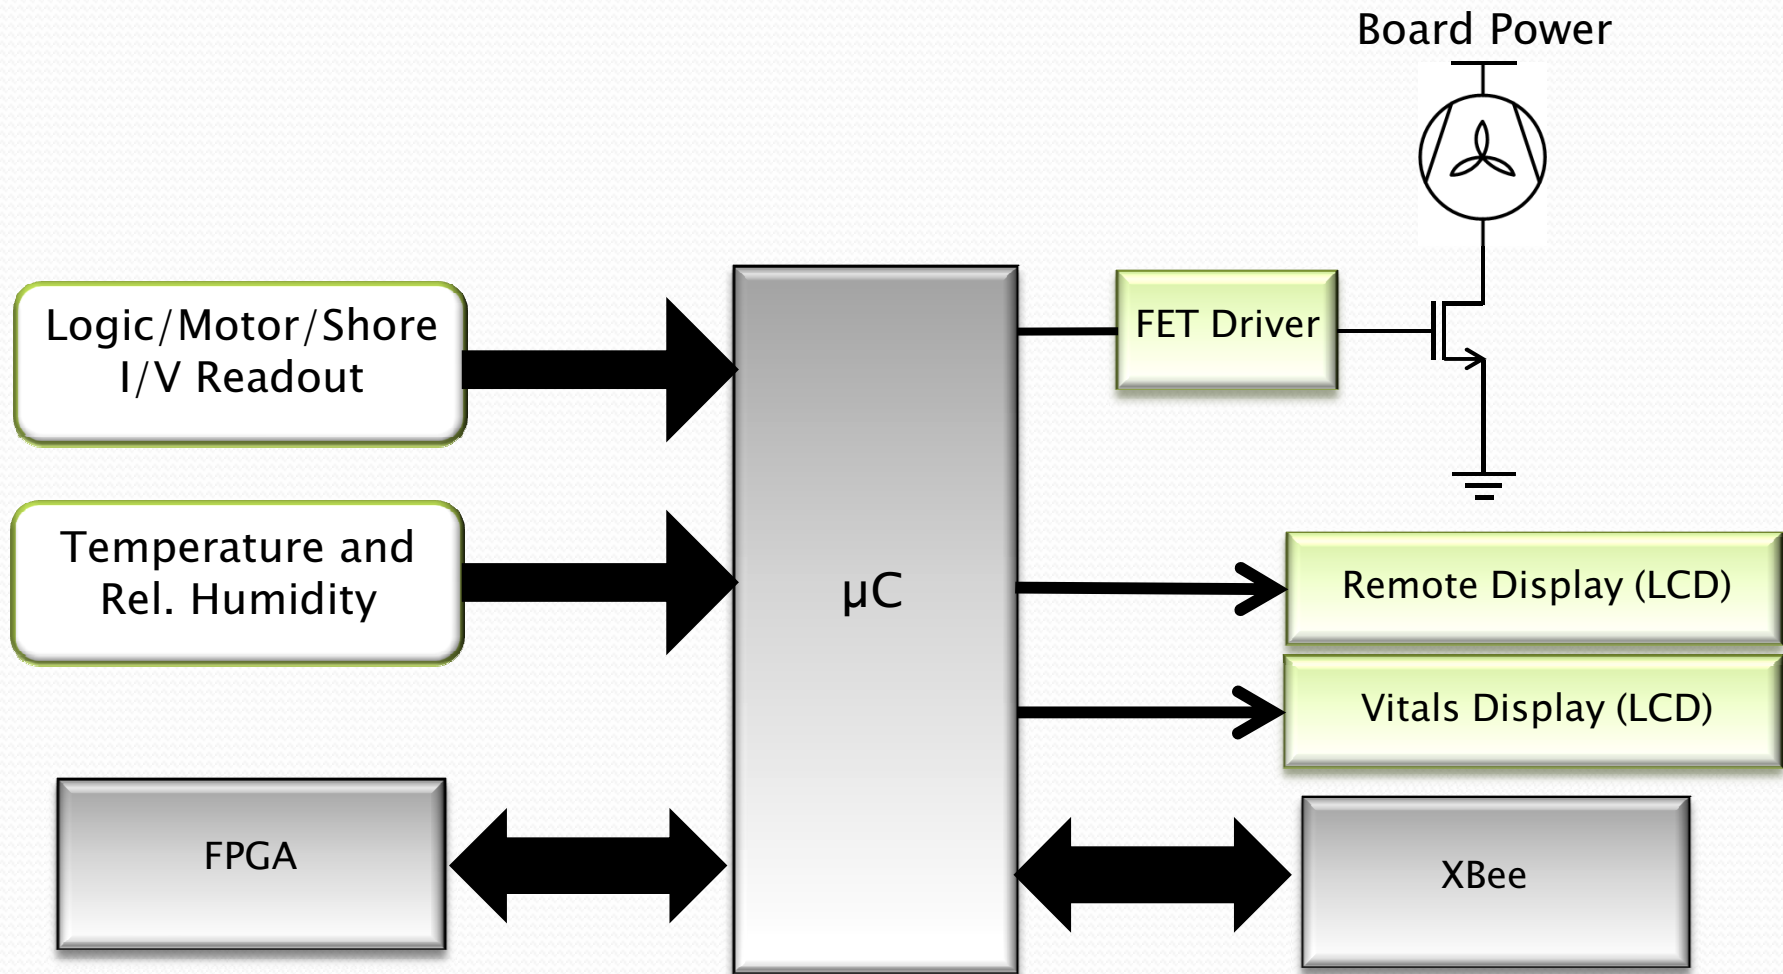 Board Power
Logic/Motor/Shore
I/V Readout
FET Driver
Temperature and
Rel. Humidity
μC
Remote Display (LCD)
Vitals Display (LCD)
FPGA
XBee